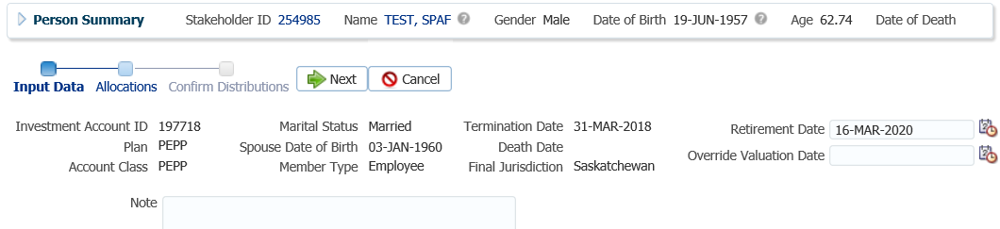 Person Summary Stakeholder ID 254985 Name TEST, SPAF Gender Male Date of Birth 19-JUN-1957 Age 62.74 Date of Death
Input Data Allocations Confirm Distributions Next Cancel
Investment Account ID 197718 Marital Status Married Termination Date 31-MAR-2018 Retirement Date 16-MAR-2020
Plan PEPP Spouse Date of Birth 03-JAN-1960 Death Date Override Valuation Date
Account Class PEPP Member Type Employee Final Jurisdiction Saskatchewan
Note